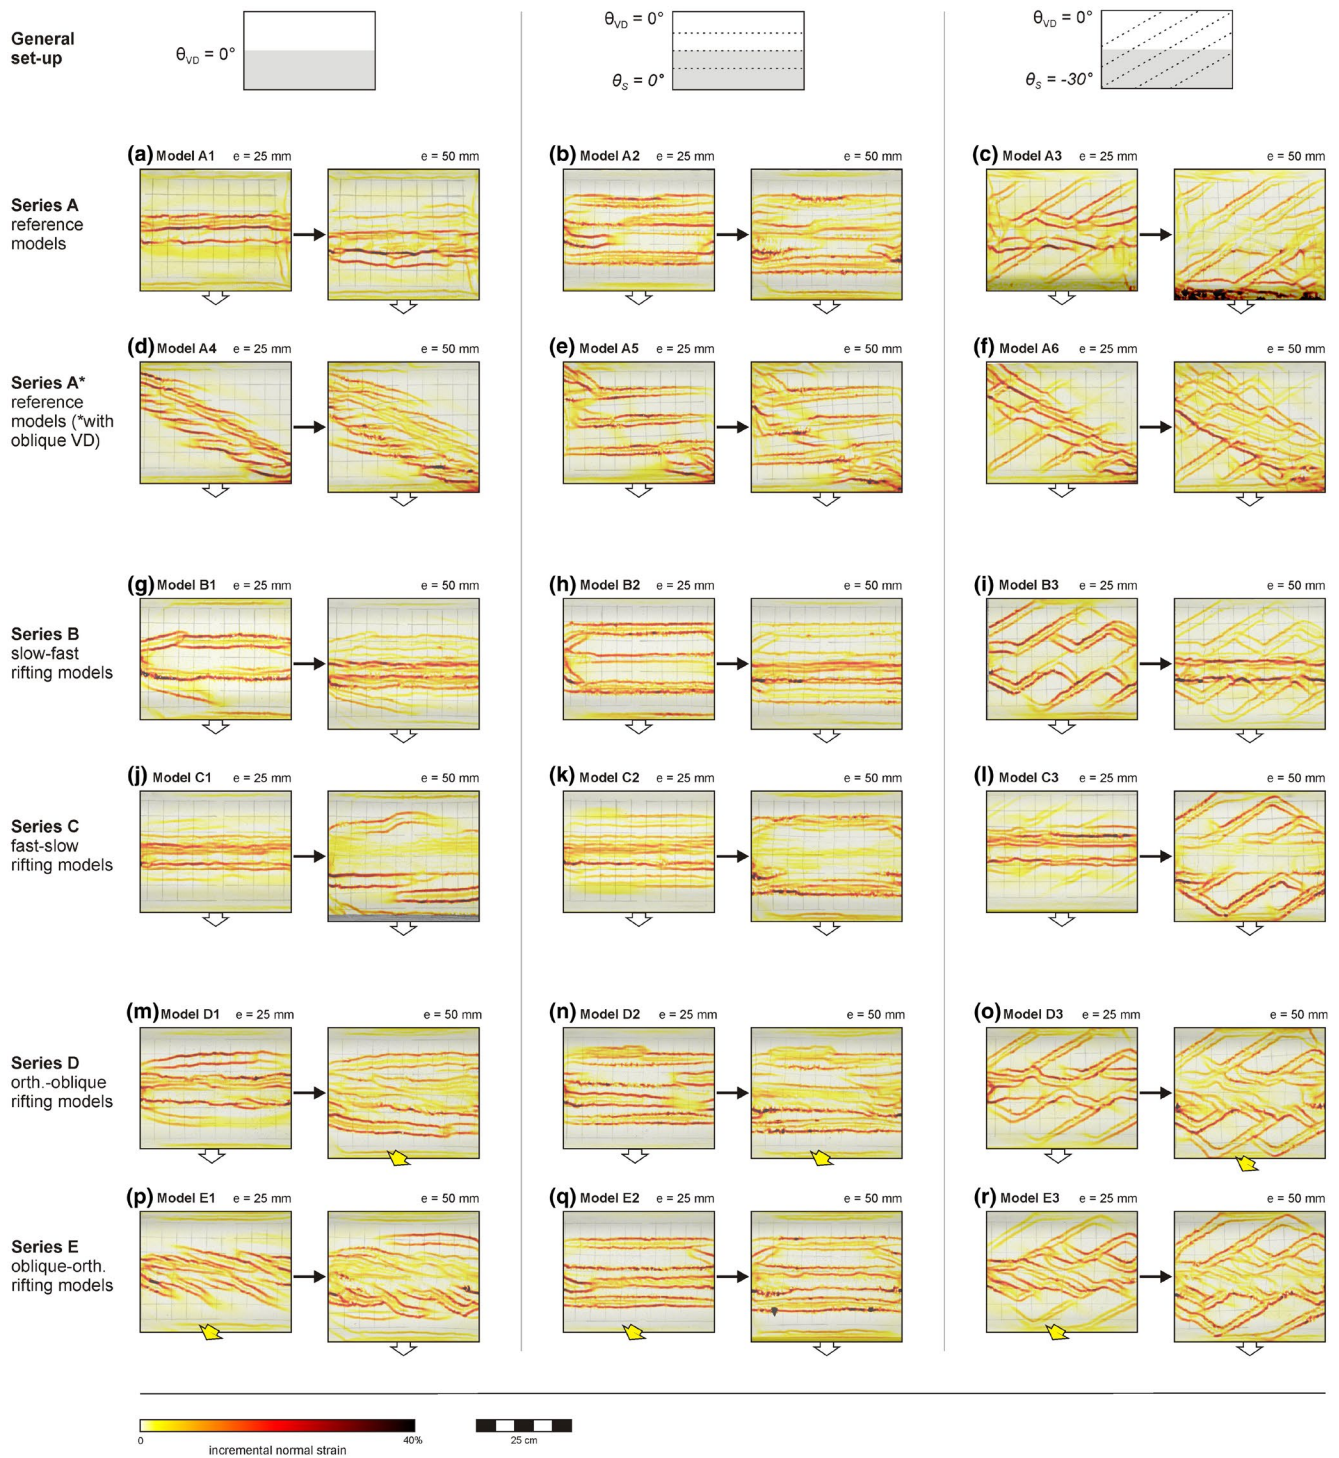 General
set-up
θVD = 0°
θVD = 0°
θS = 0°
θVD = 0°
θS = -30°
Series A
reference
models
(a) Model A1 e = 25 mm e = 50 mm
(b) Model A2 e = 25 mm e = 50 mm
(c) Model A3 e = 25 mm e = 50 mm
Series A*
reference
models (*with
oblique VD)
(d) Model A4 e = 25 mm e = 50 mm
(e) Model A5 e = 25 mm e = 50 mm
(f) Model A6 e = 25 mm e = 50 mm
Series B
slow-fast
rifting models
(g) Model B1 e = 25 mm e = 50 mm
(h) Model B2 e = 25 mm e = 50 mm
(i) Model B3 e = 25 mm e = 50 mm
Series C
fast-slow
rifting models
(j) Model C1 e = 25 mm e = 50 mm
(k) Model C2 e = 25 mm e = 50 mm
(l) Model C3 e = 25 mm e = 50 mm
Series D
orth.-oblique
rifting models
(m) Model D1 e = 25 mm e = 50 mm
(n) Model D2 e = 25 mm e = 50 mm
(o) Model D3 e = 25 mm e = 50 mm
Series E
oblique-orth.
rifting models
(p) Model E1 e = 25 mm e = 50 mm
(q) Model E2 e = 25 mm e = 50 mm
(r) Model E3 e = 25 mm e = 50 mm
0 40%
incremental normal strain
25 cm